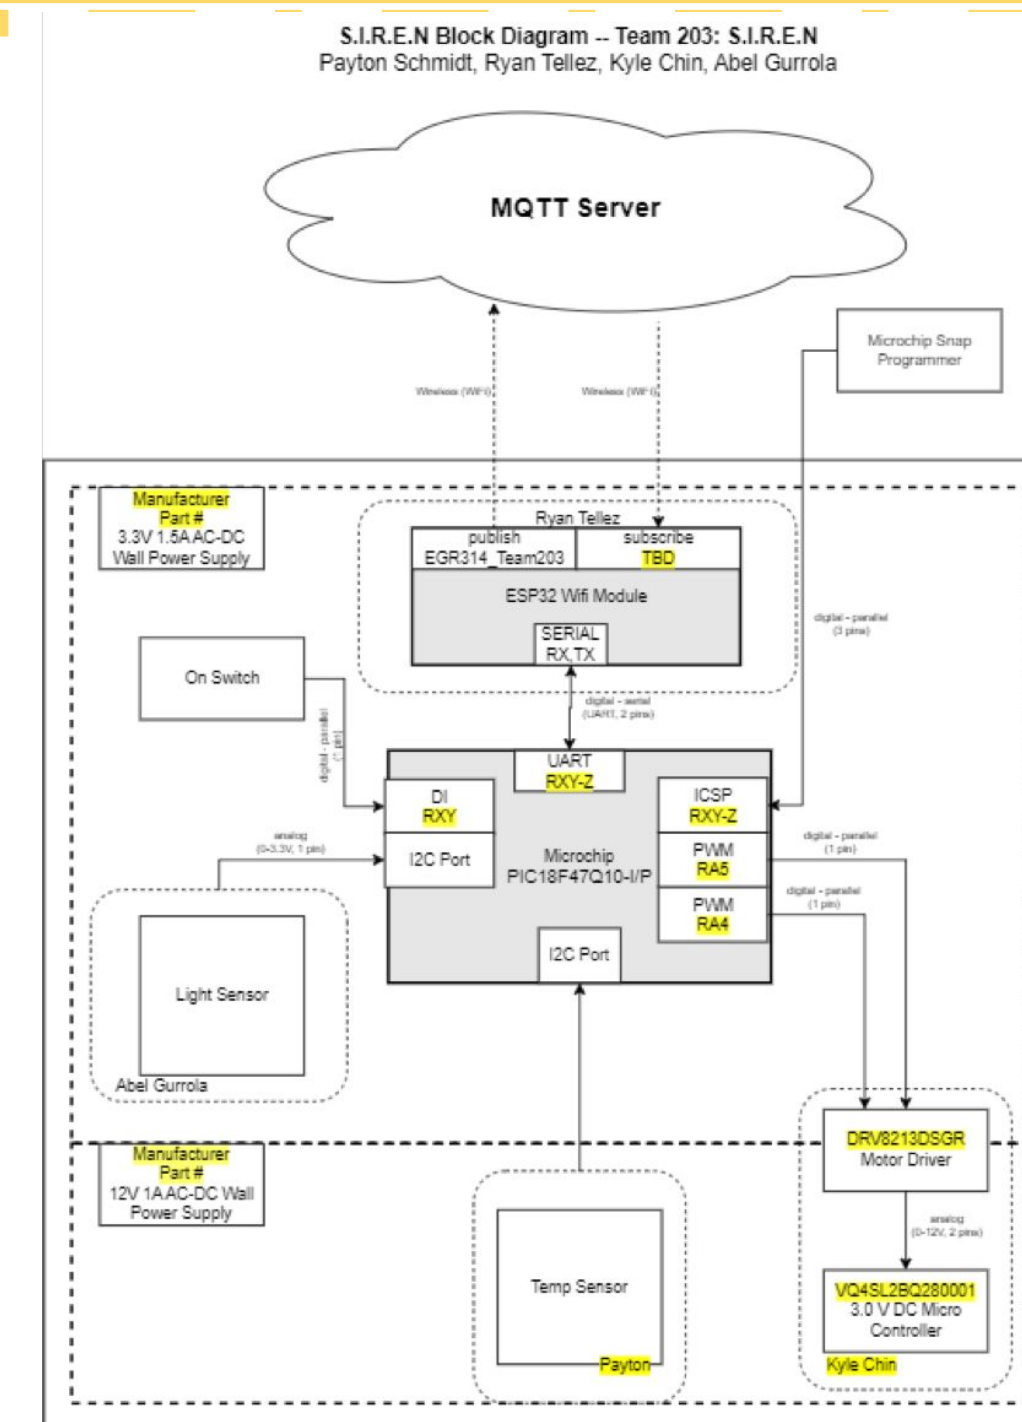 S.I.R.E.N Block Diagram -- Team 203: S.I.R.E.N
Payton Schmidt, Ryan Tellez, Kyle Chin, Abel Gurrola
MQTT Server
Microchip Snap
Programmer
Wireless (WIFI)
Wireless (WIFI)
Manufacturer
Part #
3.3V 1.5A AC-DC
Wall Power Supply
Ryan Tellez
publish
EGR314_Team203
subscribe
TBD
ESP32 Wifi Module
SERIAL
RX,TX
digital - parallel
(3 pins)
On Switch
digital - serial
(UART, 2 pins)
digital - parallel
(1 pin)
UART
RXY-Z
DI
RXY
ICSP
RXY-Z
analog
(0-3.3V, 1 pin)
I2C Port
Microchip
PIC18F47Q10-I/P
PWM
RA5
digital - parallel
(1 pin)
PWM
RA4
digital - parallel
(1 pin)
I2C Port
Light Sensor
Abel Gurrola
DRV8213DSGR
Motor Driver
Manufacturer
Part #
12V 1A AC-DC Wall
Power Supply
analog
(0-12V, 2 pins)
Temp Sensor
Payton
VQ4SL2BQ280001
3.0 V DC Micro
Controller
Kyle Chin